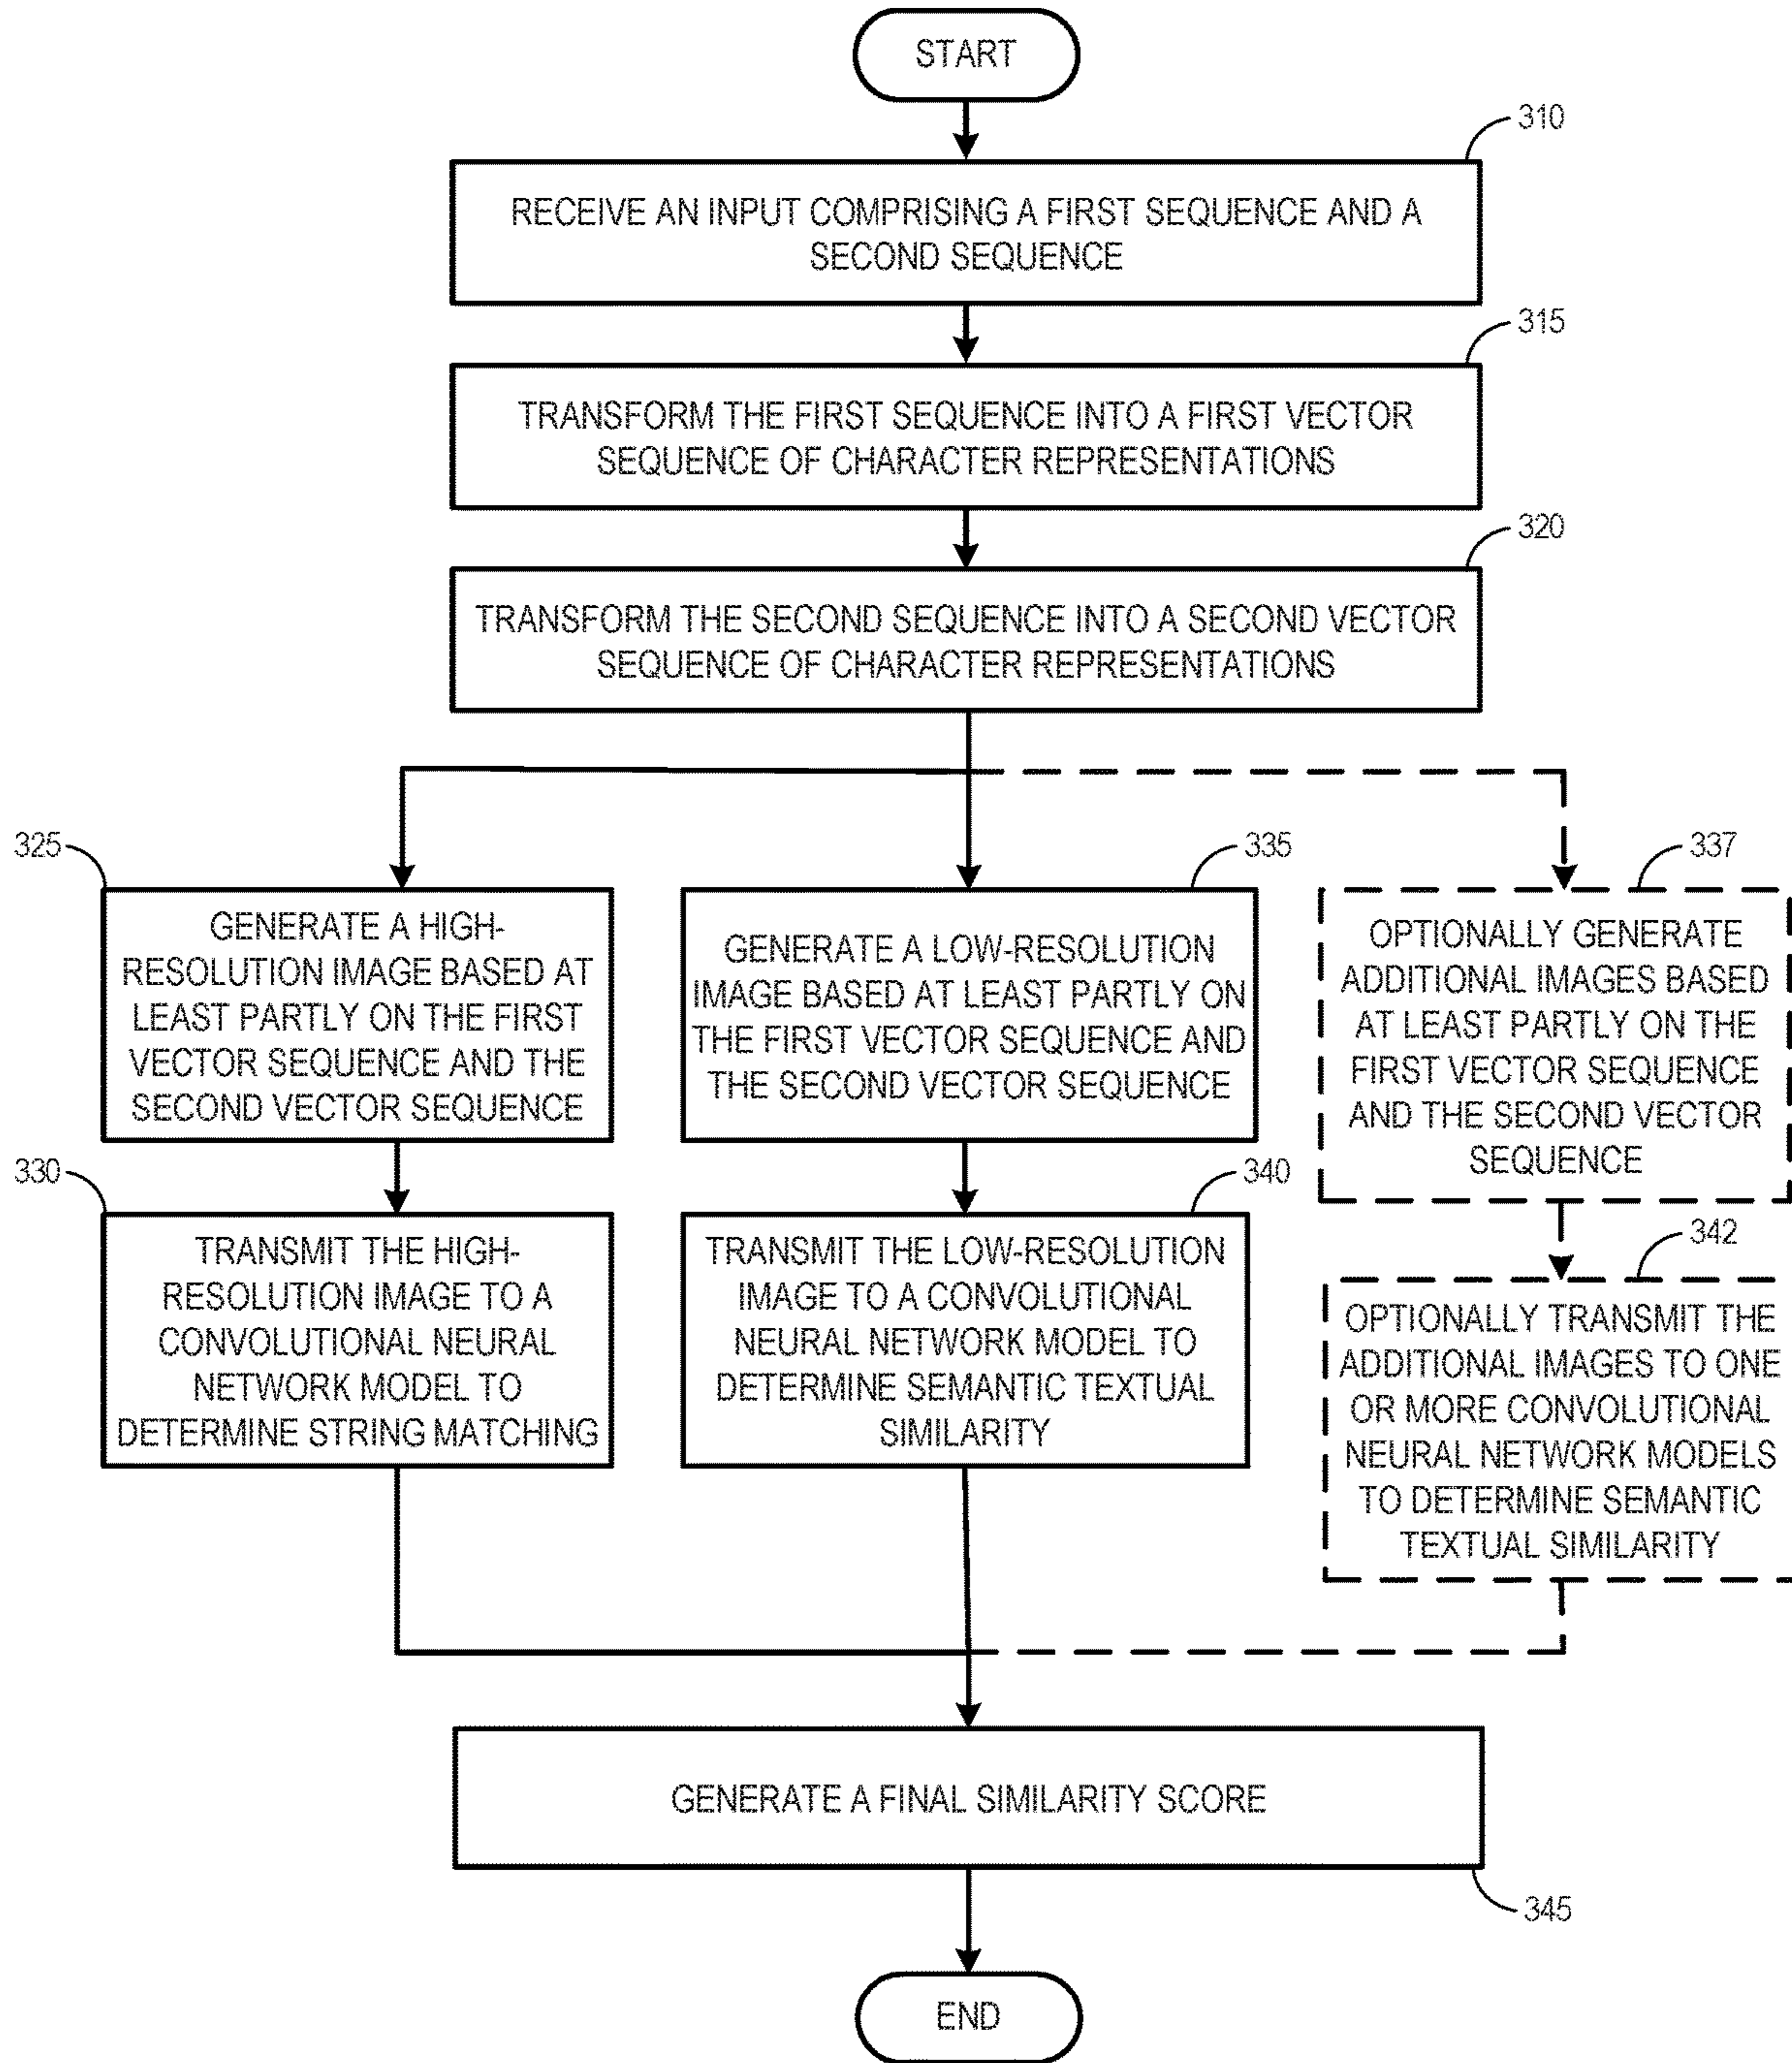 START
310
RECEIVE AN INPUT COMPRISING A FIRST SEQUENCE AND A
SECOND SEQUENCE
315
TRANSFORM THE FIRST SEQUENCE INTO A FIRST VECTOR
SEQUENCE OF CHARACTER REPRESENTATIONS
320
TRANSFORM THE SECOND SEQUENCE INTO A SECOND VECTOR
SEQUENCE OF CHARACTER REPRESENTATIONS
325
GENERATE A HIGH-
RESOLUTION IMAGE BASED AT
LEAST PARTLY ON THE FIRST
VECTOR SEQUENCE AND THE
SECOND VECTOR SEQUENCE
330
TRANSMIT THE HIGH-
RESOLUTION IMAGE TO A
CONVOLUTIONAL NEURAL
NETWORK MODEL TO
DETERMINE STRING MATCHING
335
GENERATE A LOW-RESOLUTION
IMAGE BASED AT LEAST PARTLY ON
THE FIRST VECTOR SEQUENCE AND
THE SECOND VECTOR SEQUENCE
340
TRANSMIT THE LOW-RESOLUTION
IMAGE TO A CONVOLUTIONAL
NEURAL NETWORK MODEL TO
DETERMINE SEMANTIC TEXTUAL
SIMILARITY
337
OPTIONALLY GENERATE
ADDITIONAL IMAGES BASED
AT LEAST PARTLY ON THE
FIRST VECTOR SEQUENCE
AND THE SECOND VECTOR
SEQUENCE
342
OPTIONALLY TRANSMIT THE
ADDITIONAL IMAGES TO ONE
OR MORE CONVOLUTIONAL
NEURAL NETWORK MODELS
TO DETERMINE SEMANTIC
TEXTUAL SIMILARITY
GENERATE A FINAL SIMILARITY SCORE
345
END